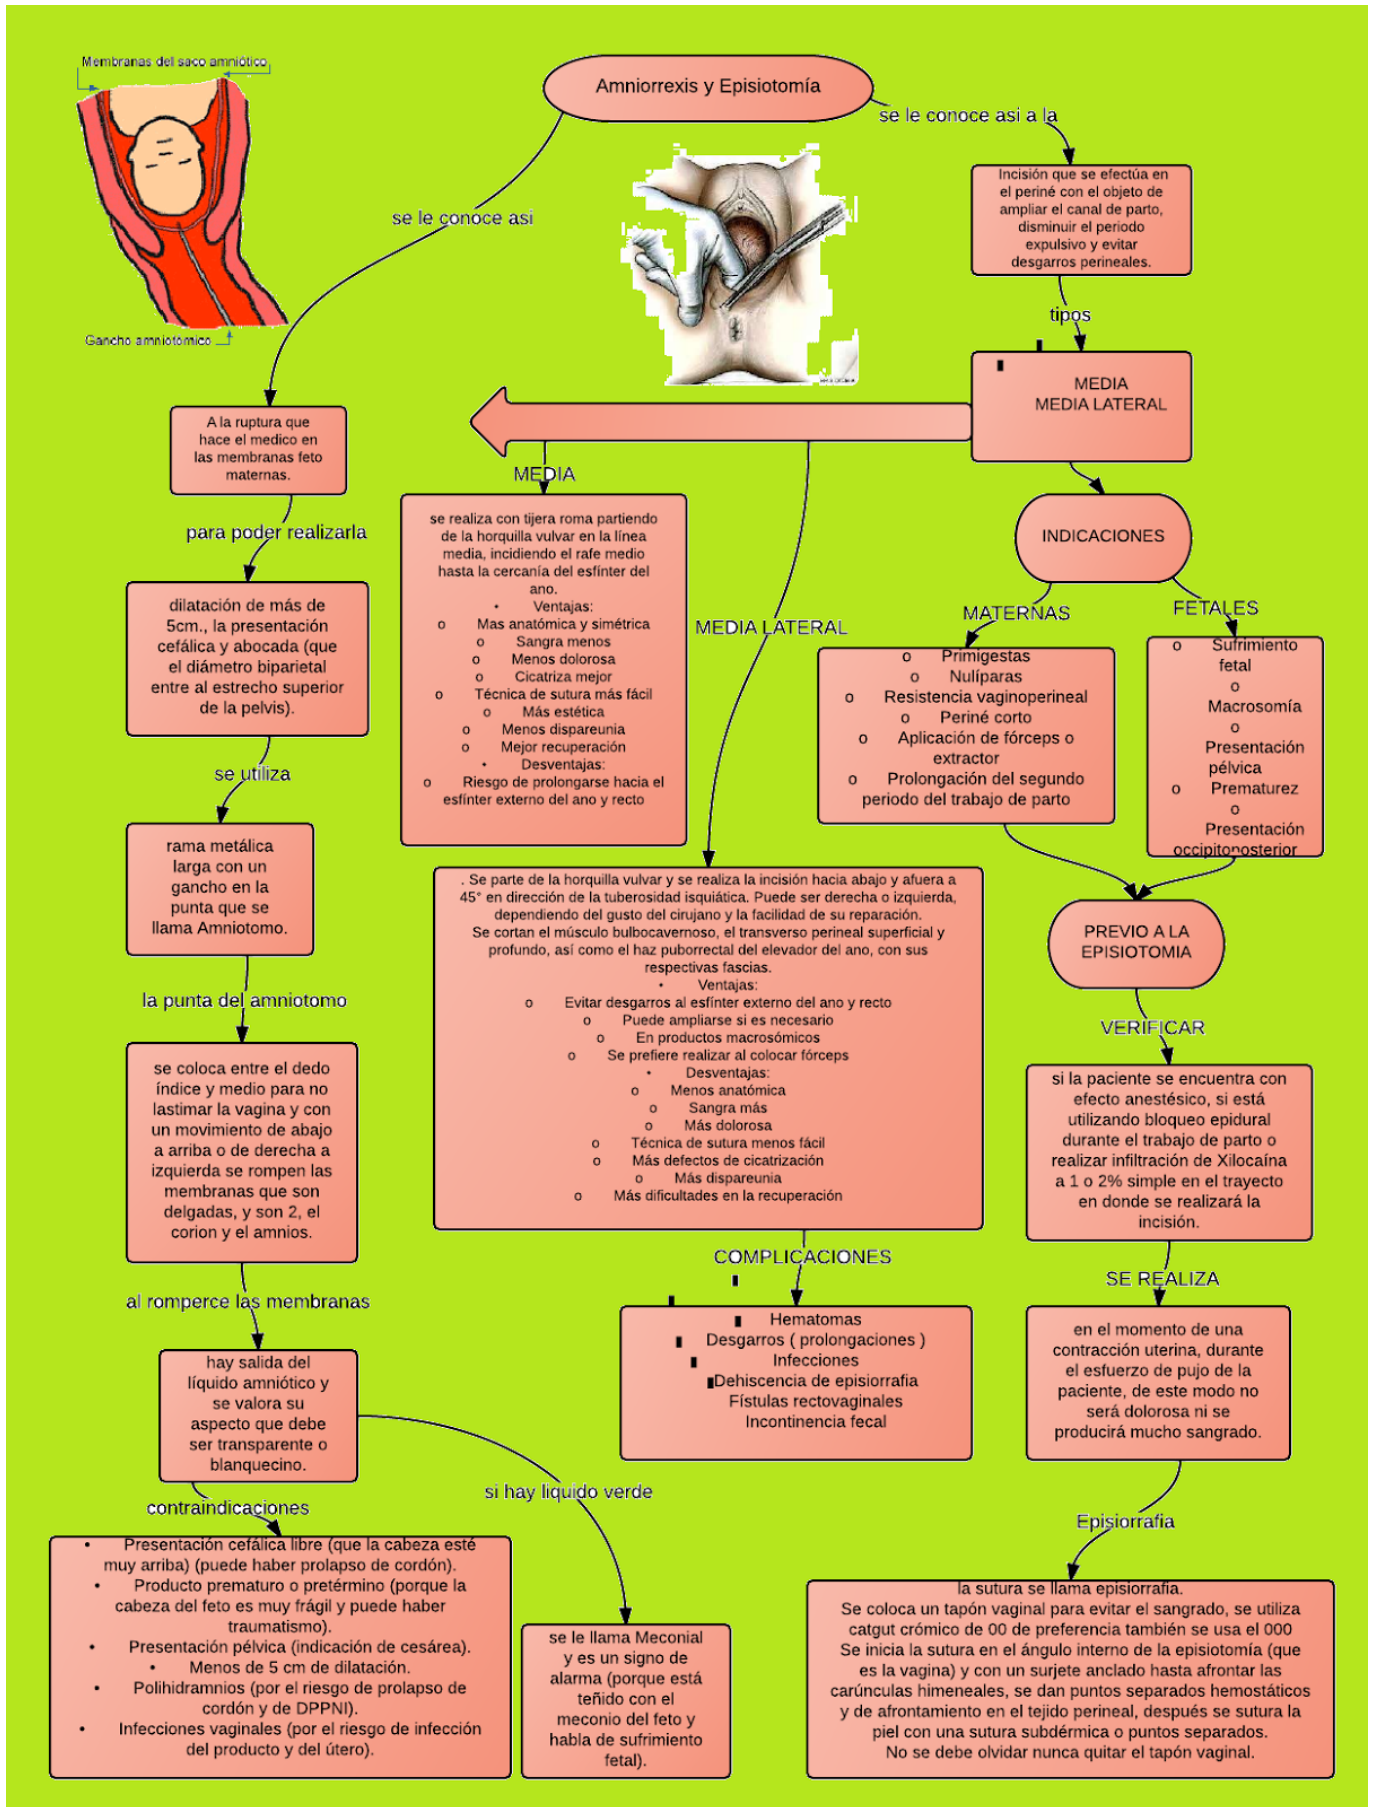 Membranas del saco amniótico
Gancho amniotómico
Amniorrexis y Episiotomía
se le conoce asi
A la ruptura que
hace el medico en
las membranas feto
maternas.
para poder realizarla
dilatación de más de
5cm., la presentación
cefálica y abocada (que
el diámetro biparietal
entre al estrecho superior
de la pelvis).
se utiliza
rama metálica
larga con un
gancho en la
punta que se
llama Amniotomo.
la punta del amniotomo
se coloca entre el dedo
índice y medio para no
lastimar la vagina y con
un movimiento de abajo
a arriba o de derecha a
izquierda se rompen las
membranas que son
delgadas, y son 2, el
corion y el amnios.
al romperce las membranas
hay salida del
líquido amniótico y
se valora su
aspecto que debe
ser transparente o
blanquecino.
contraindicaciones
• Presentación cefálica libre (que la cabeza esté
muy arriba) (puede haber prolapso de cordón).
• Producto prematuro o pretérmino (porque la
cabeza del feto es muy frágil y puede haber
traumatismo).
• Presentación pélvica (indicación de cesárea).
• Menos de 5 cm de dilatación.
• Polihidramnios (por el riesgo de prolapso de
cordón y de DPPNI).
• Infecciones vaginales (por el riesgo de infección
del producto y del útero).
si hay liquido verde
se le llama Meconial
y es un signo de
alarma (porque está
teñido con el
meconio del feto y
habla de sufrimiento
fetal).
se le conoce asi a la
Incisión que se efectúa en
el periné con el objeto de
ampliar el canal de parto,
disminuir el periodo
expulsivo y evitar
desgarros perineales.
tipos
MEDIA
MEDIA LATERAL
MEDIA
se realiza con tijera roma partiendo
de la horquilla vulvar en la línea
media, incidiendo el rafe medio
hasta la cercanía del esfínter del
ano.
• Ventajas:
o Mas anatómica y simétrica
o Sangra menos
o Menos dolorosa
o Cicatriza mejor
o Técnica de sutura más fácil
o Más estética
o Menos dispareunia
o Mejor recuperación
• Desventajas:
o Riesgo de prolongarse hacia el
esfínter externo del ano y recto
MEDIA LATERAL
. Se parte de la horquilla vulvar y se realiza la incisión hacia abajo y afuera a
45° en dirección de la tuberosidad isquiática. Puede ser derecha o izquierda,
dependiendo del gusto del cirujano y la facilidad de su reparación.
Se cortan el músculo bulbocavernoso, el transverso perineal superficial y
profundo, así como el haz puborrectal del elevador del ano, con sus
respectivas fascias.
• Ventajas:
o Evitar desgarros al esfínter externo del ano y recto
o Puede ampliarse si es necesario
o En productos macrosómicos
o Se prefiere realizar al colocar fórceps
• Desventajas:
o Menos anatómica
o Sangra más
o Más dolorosa
o Técnica de sutura menos fácil
o Más defectos de cicatrización
o Más dispareunia
o Más dificultades en la recuperación
COMPLICACIONES
Hematomas
Desgarros ( prolongaciones )
Infecciones
Dehiscencia de episiorrafia
Fístulas rectovaginales
Incontinencia fecal
INDICACIONES
MATERNAS
o Primigestas
o Nulíparas
o Resistencia vaginoperineal
o Periné corto
o Aplicación de fórceps o
extractor
o Prolongación del segundo
periodo del trabajo de parto
FETALES
o Sufrimiento
fetal
o
Macrosomía
o
Presentación
pélvica
o Prematurez
o
Presentación
occipitoposterior
PREVIO A LA
EPISIOTOMIA
VERIFICAR
si la paciente se encuentra con
efecto anestésico, si está
utilizando bloqueo epidural
durante el trabajo de parto o
realizar infiltración de Xilocaína
a 1 o 2% simple en el trayecto
en donde se realizará la
incisión.
SE REALIZA
en el momento de una
contracción uterina, durante
el esfuerzo de pujo de la
paciente, de este modo no
será dolorosa ni se
producirá mucho sangrado.
Episiorrafia
la sutura se llama episiorrafia.
Se coloca un tapón vaginal para evitar el sangrado, se utiliza
catgut crómico de 00 de preferencia también se usa el 000
Se inicia la sutura en el ángulo interno de la episiotomía (que
es la vagina) y con un surjete anclado hasta afrontar las
carúnculas himeneales, se dan puntos separados hemostáticos
y de afrontamiento en el tejido perineal, después se sutura la
piel con una sutura subdérmica o puntos separados.
No se debe olvidar nunca quitar el tapón vaginal.